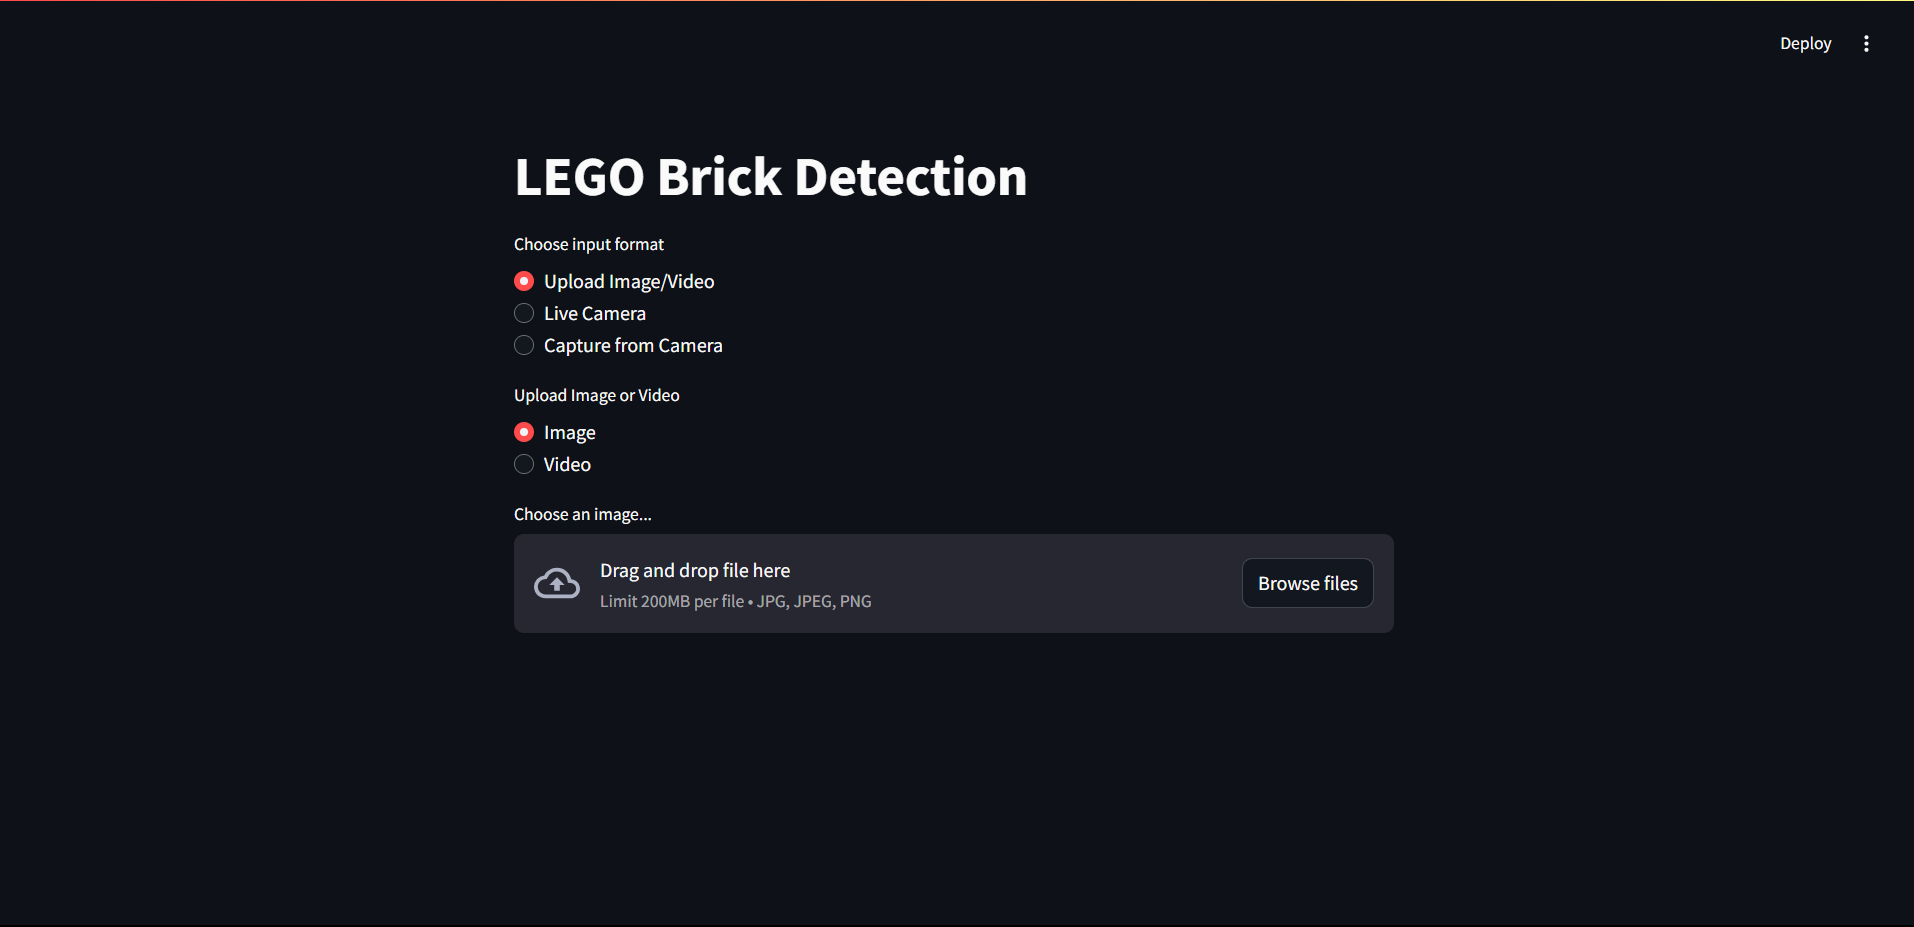 Deploy
LEGO Brick Detection
Choose input format
Upload Image/Video
Live Camera
Capture from Camera
Upload Image or Video
Image
Video
Choose an image...
Drag and drop file here
Limit 200MB per file • JPG, JPEG, PNG
Browse files